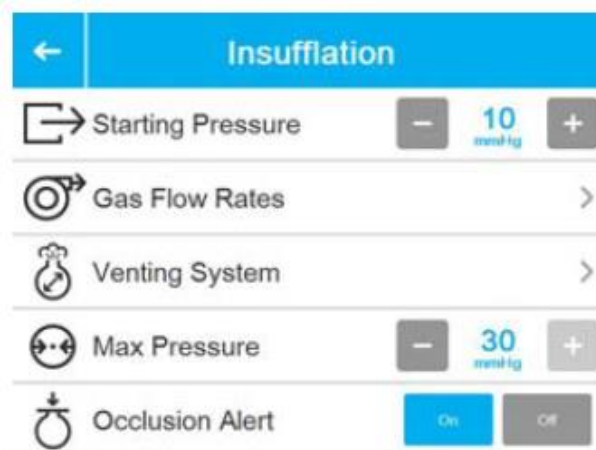 Insufflation
Starting Pressure − 10 +
mmHg
Gas Flow Rates
Venting System
Max Pressure − 30 +
mmHg
Occlusion Alert On Off